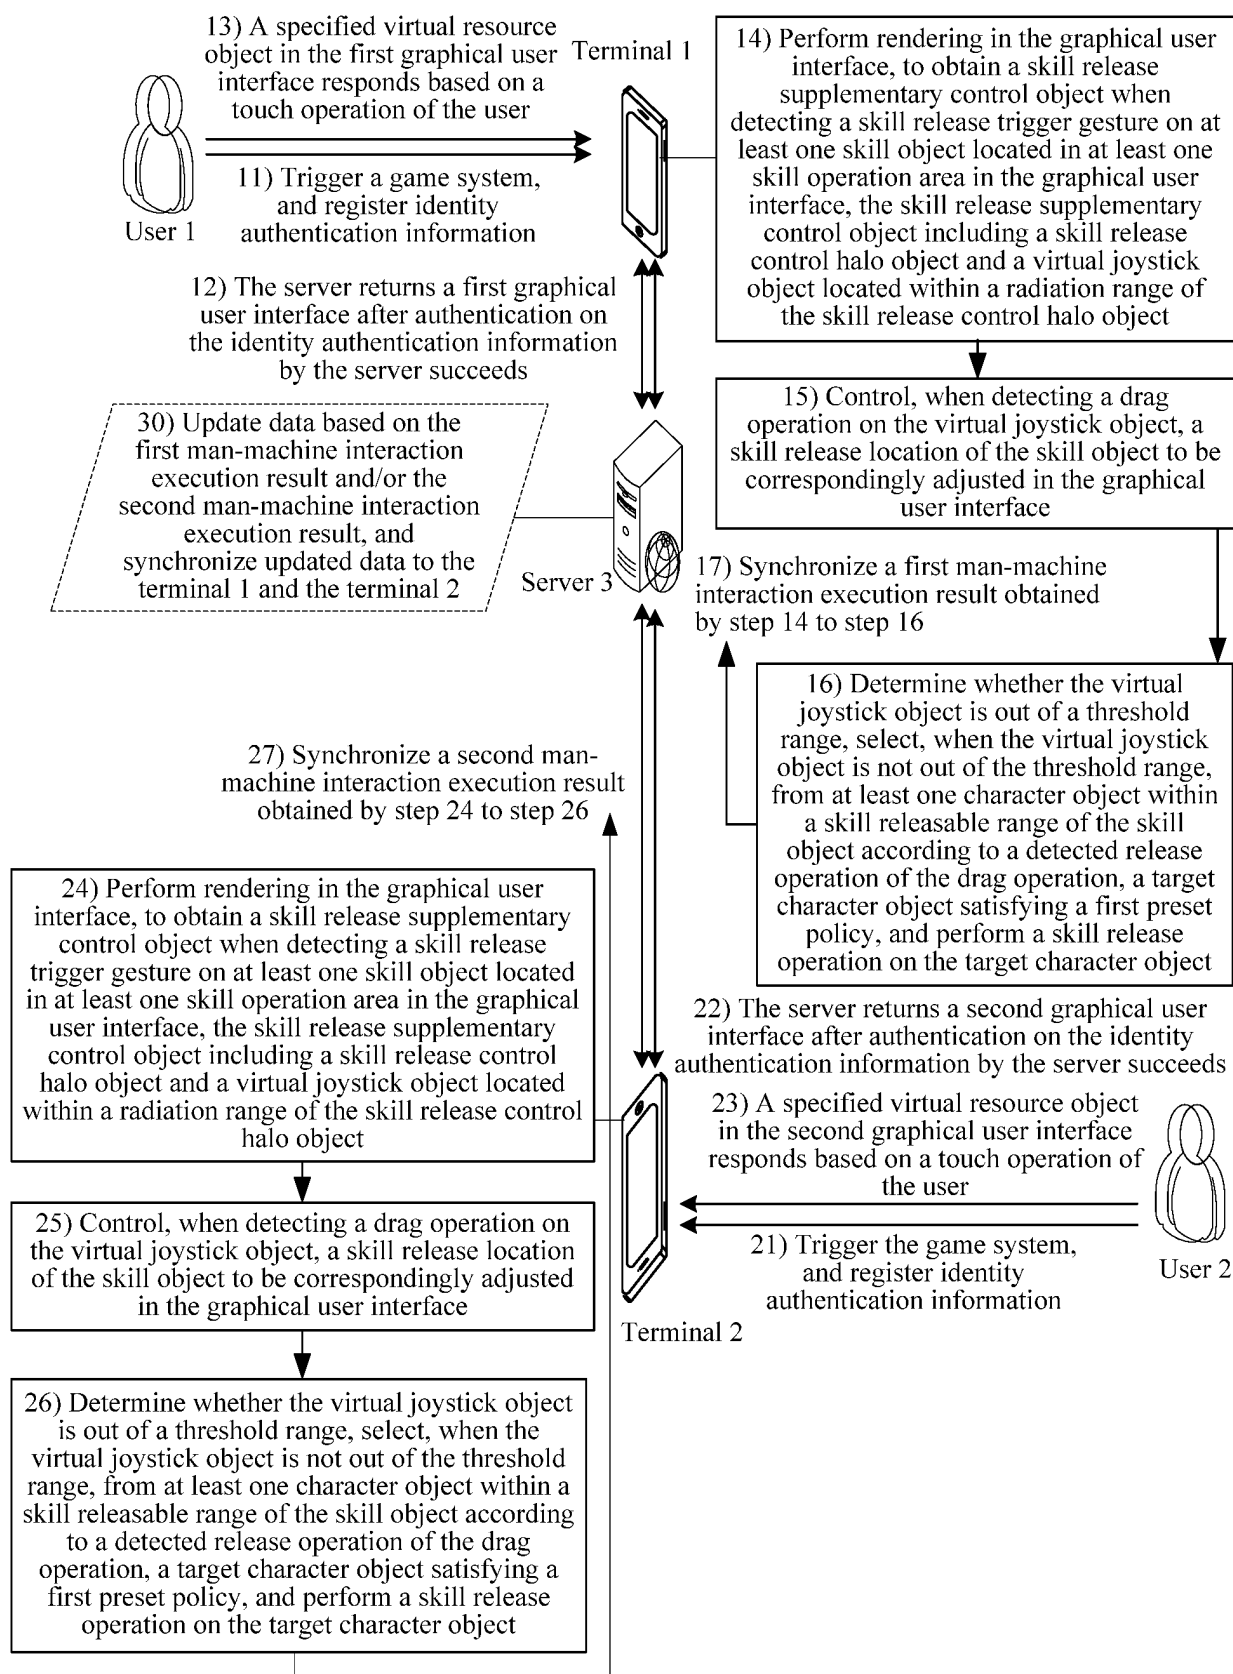 13) A specified virtual resource
object in the first graphical user
interface responds based on a
touch operation of the user
Terminal 1
11) Trigger a game system,
and register identity
authentication information
User 1
12) The server returns a first graphical
user interface after authentication on
the identity authentication information
by the server succeeds
14) Perform rendering in the graphical user
interface, to obtain a skill release
supplementary control object when
detecting a skill release trigger gesture on at
least one skill object located in at least one
skill operation area in the graphical user
interface, the skill release supplementary
control object including a skill release
control halo object and a virtual joystick
object located within a radiation range of
the skill release control halo object
15) Control, when detecting a drag
operation on the virtual joystick object, a
skill release location of the skill object to be
correspondingly adjusted in the graphical
user interface
30) Update data based on the
first man-machine interaction
execution result and/or the
second man-machine interaction
execution result, and
synchronize updated data to the
terminal 1 and the terminal 2
Server 3
17) Synchronize a first man-machine
interaction execution result obtained
by step 14 to step 16
16) Determine whether the virtual
joystick object is out of a threshold
range, select, when the virtual joystick
object is not out of the threshold range,
from at least one character object within
a skill releasable range of the skill
object according to a detected release
operation of the drag operation, a target
character object satisfying a first preset
policy, and perform a skill release
operation on the target character object
27) Synchronize a second man-
machine interaction execution result
obtained by step 24 to step 26
24) Perform rendering in the graphical user
interface, to obtain a skill release supplementary
control object when detecting a skill release
trigger gesture on at least one skill object located
in at least one skill operation area in the graphical
user interface, the skill release supplementary
control object including a skill release control
halo object and a virtual joystick object located
within a radiation range of the skill release control
halo object
22) The server returns a second graphical user
interface after authentication on the identity
authentication information by the server succeeds
23) A specified virtual resource object
in the second graphical user interface
responds based on a touch operation of
the user
21) Trigger the game system,
and register identity
authentication information
User 2
Terminal 2
25) Control, when detecting a drag operation on
the virtual joystick object, a skill release location
of the skill object to be correspondingly adjusted
in the graphical user interface
26) Determine whether the virtual joystick object
is out of a threshold range, select, when the
virtual joystick object is not out of the threshold
range, from at least one character object within a
skill releasable range of the skill object according
to a detected release operation of the drag
operation, a target character object satisfying a
first preset policy, and perform a skill release
operation on the target character object